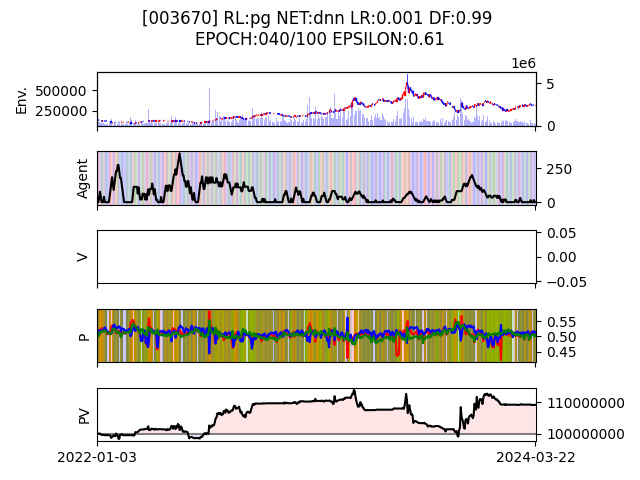 [003670] RL:pg NET:dnn LR:0.001 DF:0.99
EPOCH:040/100 EPSILON:0.61
1e6
Env.
500000
250000
5
0
Agent
250
0
V
0.05
0.00
−0.05
P
0.55
0.50
0.45
PV
110000000
100000000
2022-01-03
2024-03-22